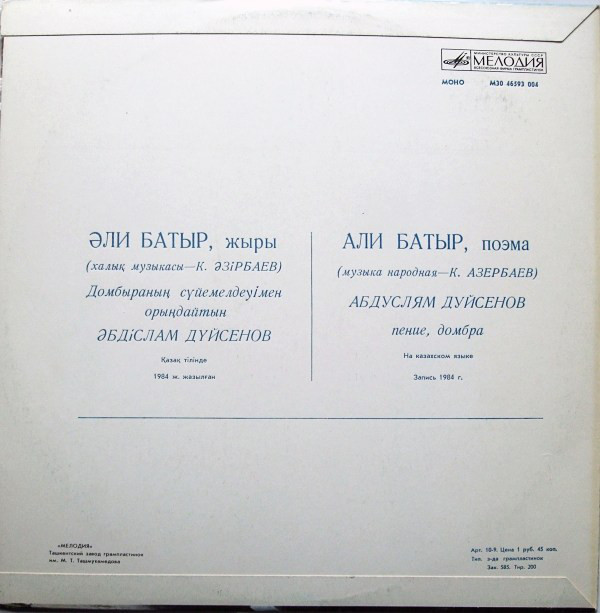 МИНИСТЕРСТВО КУЛЬТУРЫ СССР
МЕЛОДИЯ
ВСЕСОЮЗНАЯ ФИРМА ГРАМПЛАСТИНОК
МОНО М30 46593 004
ӘЛИ БАТЫР, жыры
(халық музыкасы—К. ӘЗІРБАЕВ)
Домбыраның сүйемелдеуімен
орындайтын
ӘБДІСЛАМ ДҮЙСЕНОВ
Қазақ тілінде
1984 ж. жазылған
АЛИ БАТЫР, поэма
(музыка народная—К. АЗЕРБАЕВ)
АБДУСЛЯМ ДУЙСЕНОВ
пение, домбра
На казахском языке
Запись 1984 г.
«МЕЛОДИЯ»
Ташкентский завод грампластинок
им. М. Т. Ташмухамедова
Арт. 10-9. Цена 1 руб. 45 коп.
Тип. з-да грампластинок
Зак. 585. Тир. 200